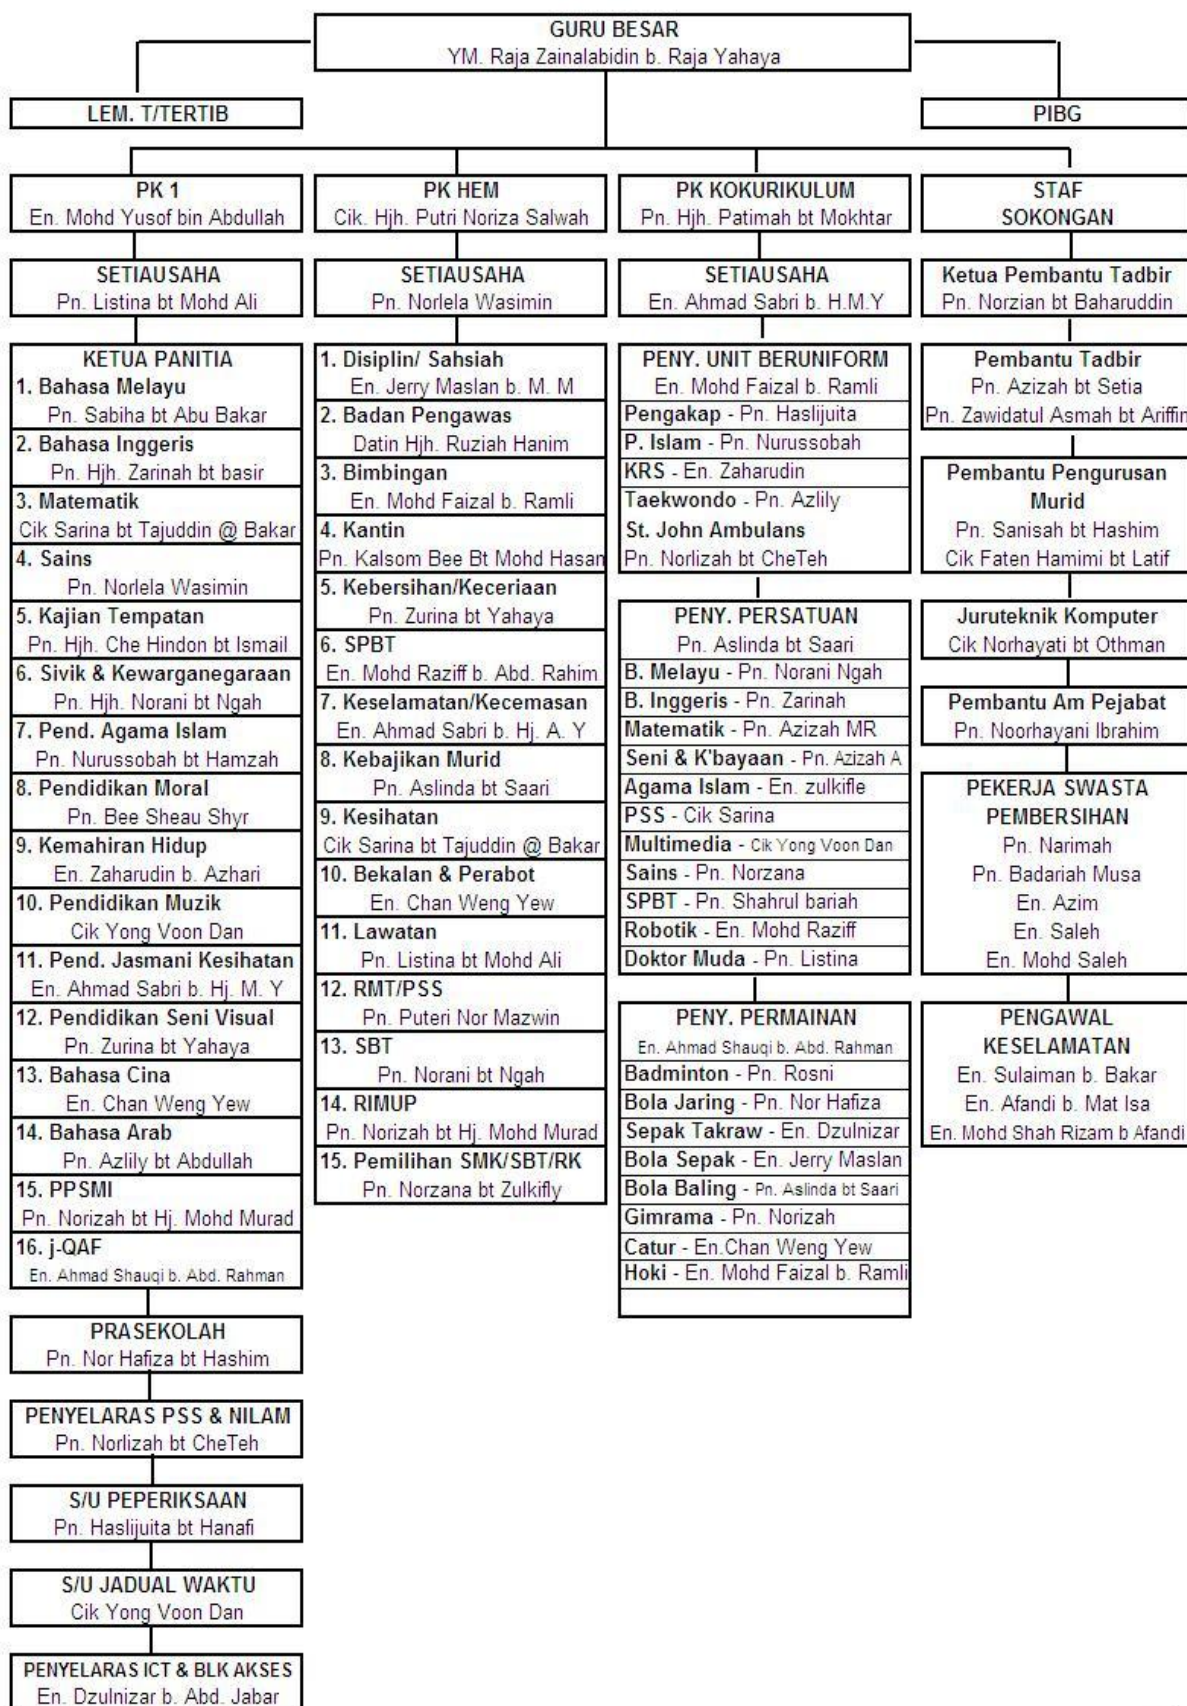 GURU BESAR
YM. Raja Zainalabidin b. Raja Yahaya
LEM. T/TERTIB
PIBG
PK 1
En. Mohd Yusof bin Abdullah
SETIAUSAHA
Pn. Listina bt Mohd Ali
KETUA PANITIA
1. Bahasa Melayu
Pn. Sabiha bt Abu Bakar
2. Bahasa Inggeris
Pn. Hjh. Zarinah bt basir
3. Matematik
Cik Sarina bt Tajuddin @ Bakar
4. Sains
Pn. Norlela Wasimin
5. Kajian Tempatan
Pn. Hjh. Che Hindon bt Ismail
6. Sivik & Kewarganegaraan
Pn. Hjh. Norani bt Ngah
7. Pend. Agama Islam
Pn. Nurussobah bt Hamzah
8. Pendidikan Moral
Pn. Bee Sheau Shyr
9. Kemahiran Hidup
En. Zaharudin b. Azhari
10. Pendidikan Muzik
Cik Yong Voon Dan
11. Pend. Jasmani Kesihatan
En. Ahmad Sabri b. Hj. M. Y
12. Pendidikan Seni Visual
Pn. Zurina bt Yahaya
13. Bahasa Cina
En. Chan Weng Yew
14. Bahasa Arab
Pn. Azlily bt Abdullah
15. PPSMI
Pn. Norizah bt Hj. Mohd Murad
16. j-QAF
En. Ahmad Shauqi b. Abd. Rahman
PRASEKOLAH
Pn. Nor Hafiza bt Hashim
PENYELARAS PSS & NILAM
Pn. Norlizah bt CheTeh
S/U PEPERIKSAAN
Pn. Haslijuita bt Hanafi
S/U JADUAL WAKTU
Cik Yong Voon Dan
PENYELARAS ICT & BLK AKSES
En. Dzulnizar b. Abd. Jabar
PK HEM
Cik. Hjh. Putri Noriza Salwah
SETIAUSAHA
Pn. Norlela Wasimin
1. Disiplin/ Sahsiah
En. Jerry Maslan b. M. M
2. Badan Pengawas
Datin Hjh. Ruziah Hanim
3. Bimbingan
En. Mohd Faizal b. Ramli
4. Kantin
Pn. Kalsom Bee Bt Mohd Hasan
5. Kebersihan/Keceriaan
Pn. Zurina bt Yahaya
6. SPBT
En. Mohd Raziff b. Abd. Rahim
7. Keselamatan/Kecemasan
En. Ahmad Sabri b. Hj. A. Y
8. Kebajikan Murid
Pn. Aslinda bt Saari
9. Kesihatan
Cik Sarina bt Tajuddin @ Bakar
10. Bekalan & Perabot
En. Chan Weng Yew
11. Lawatan
Pn. Listina bt Mohd Ali
12. RMT/PSS
Pn. Puteri Nor Mazwin
13. SBT
Pn. Norani bt Ngah
14. RIMUP
Pn. Norizah bt Hj. Mohd Murad
15. Pemilihan SMK/SBT/RK
Pn. Norzana bt Zulkifly
PK KOKURIKULUM
Pn. Hjh. Patimah bt Mokhtar
SETIAUSAHA
En. Ahmad Sabri b. H.M.Y
PENY. UNIT BERUNIFORM
En. Mohd Faizal b. Ramli
Pengakap - Pn. Haslijuita
P. Islam - Pn. Nurussobah
KRS - En. Zaharudin
Taekwondo - Pn. Azlily
St. John Ambulans
Pn. Norlizah bt CheTeh
PENY. PERSATUAN
Pn. Aslinda bt Saari
B. Melayu - Pn. Norani Ngah
B. Inggeris - Pn. Zarinah
Matematik - Pn. Azizah MR
Seni & K'bayaan - Pn. Azizah A
Agama Islam - En. zulkifle
PSS - Cik Sarina
Multimedia - Cik Yong Voon Dan
Sains - Pn. Norzana
SPBT - Pn. Shahrul bariah
Robotik - En. Mohd Raziff
Doktor Muda - Pn. Listina
PENY. PERMAINAN
En. Ahmad Shauqi b. Abd. Rahman
Badminton - Pn. Rosni
Bola Jaring - Pn. Nor Hafiza
Sepak Takraw - En. Dzulnizar
Bola Sepak - En. Jerry Maslan
Bola Baling - Pn. Aslinda bt Saari
Gimrama - Pn. Norizah
Catur - En.Chan Weng Yew
Hoki - En. Mohd Faizal b. Ramli
STAF
SOKONGAN
Ketua Pembantu Tadbir
Pn. Norzian bt Baharuddin
Pembantu Tadbir
Pn. Azizah bt Setia
Pn. Zawidatul Asmah bt Ariffin
Pembantu Pengurusan
Murid
Pn. Sanisah bt Hashim
Cik Faten Hamimi bt Latif
Juruteknik Komputer
Cik Norhayati bt Othman
Pembantu Am Pejabat
Pn. Noorhayani Ibrahim
PEKERJA SWASTA
PEMBERSIHAN
Pn. Narimah
Pn. Badariah Musa
En. Azim
En. Saleh
En. Mohd Saleh
PENGAWAL
KESELAMATAN
En. Sulaiman b. Bakar
En. Afandi b. Mat Isa
En. Mohd Shah Rizam b Afandi